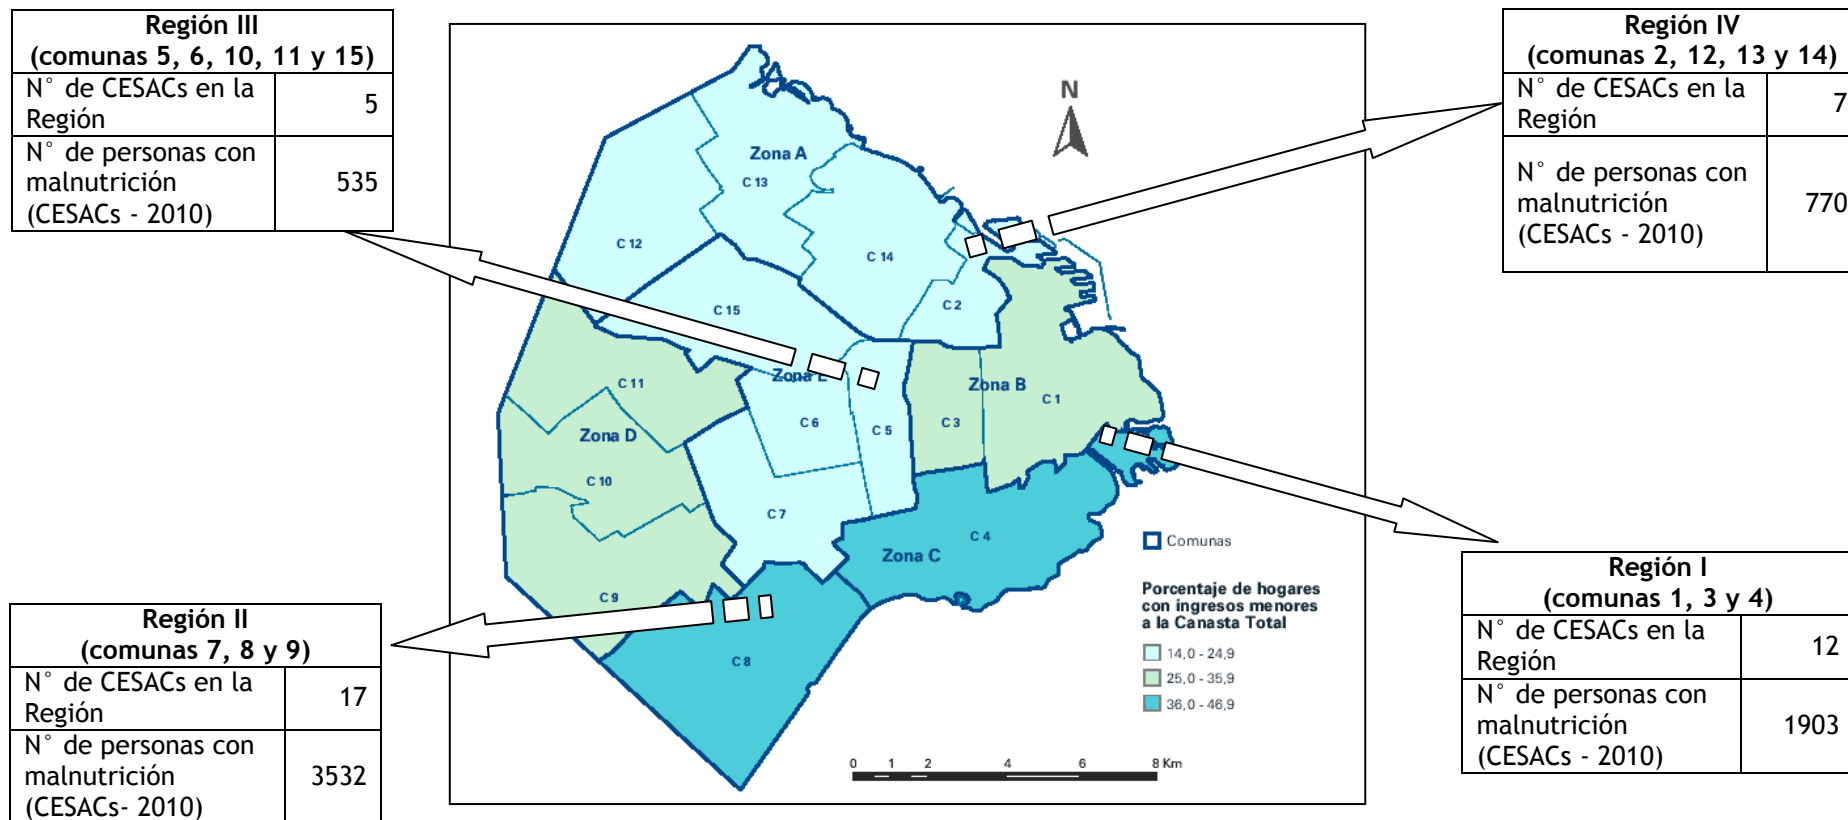 Región III
(comunas 5, 6, 10, 11 y 15)
N° de CESACs en la
Región
5
N° de personas con
malnutrición
(CESACs - 2010)
535
Región IV
(comunas 2, 12, 13 y 14)
N° de CESACs en la
Región
7
N° de personas con
malnutrición
(CESACs - 2010)
770
N
Zona A
C 13
C 12
C 14
C 15
C 2
Zona E
C 11
Zona B
C 1
C 6
C 5
C 3
Zona D
C 10
C 7
C 4
Zona C
C 9
C 8
Comunas
Porcentaje de hogares
con ingresos menores
a la Canasta Total
14,0 - 24,9
25,0 - 35,9
36,0 - 46,9
0 1 2 4 6 8 Km
Región II
(comunas 7, 8 y 9)
N° de CESACs en la
Región
17
N° de personas con
malnutrición
(CESACs- 2010)
3532
Región I
(comunas 1, 3 y 4)
N° de CESACs en la
Región
12
N° de personas con
malnutrición
(CESACs - 2010)
1903